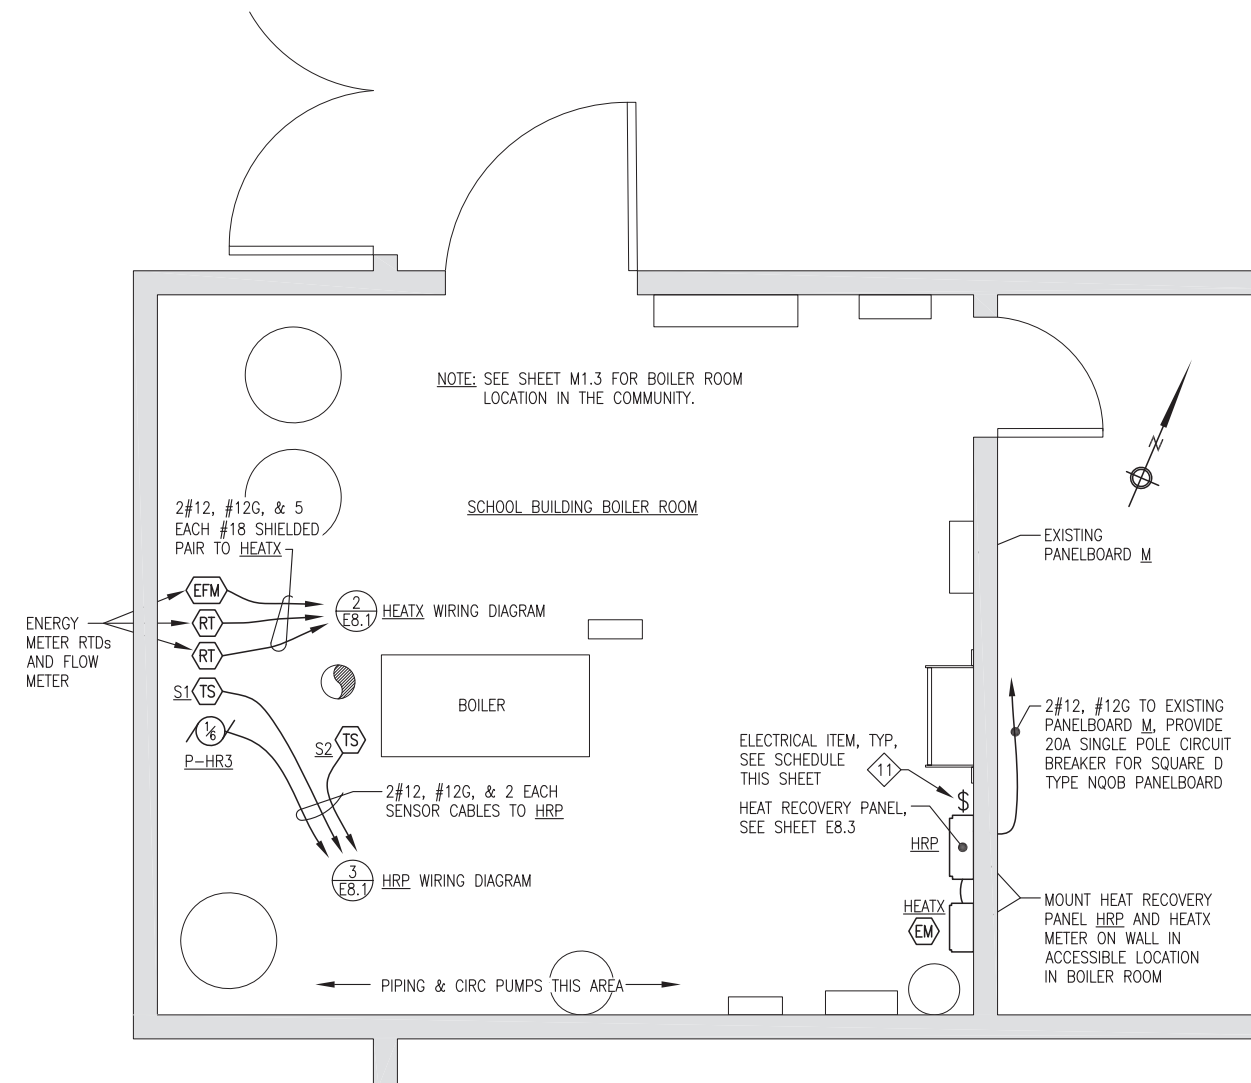 NOTE: SEE SHEET M1.3 FOR BOILER ROOM
LOCATION IN THE COMMUNITY.
N
2#12, #12G, & 5
EACH #18 SHIELDED
PAIR TO HEATX
SCHOOL BUILDING BOILER ROOM
EXISTING
PANELBOARD M
EFM
RT
RT
ENERGY
METER RTDs
AND FLOW
METER
2
E8.1
HEATX WIRING DIAGRAM
S1 TS
1/6
P-HR3
BOILER
S2 TS
2#12, #12G, & 2 EACH
SENSOR CABLES TO HRP
3
E8.1
HRP WIRING DIAGRAM
ELECTRICAL ITEM, TYP,
SEE SCHEDULE
THIS SHEET
11
$
HEAT RECOVERY PANEL,
SEE SHEET E8.3
HRP
HEATX
EM
2#12, #12G TO EXISTING
PANELBOARD M, PROVIDE
20A SINGLE POLE CIRCUIT
BREAKER FOR SQUARE D
TYPE NQOB PANELBOARD
MOUNT HEAT RECOVERY
PANEL HRP AND HEATX
METER ON WALL IN
ACCESSIBLE LOCATION
IN BOILER ROOM
PIPING & CIRC PUMPS THIS AREA